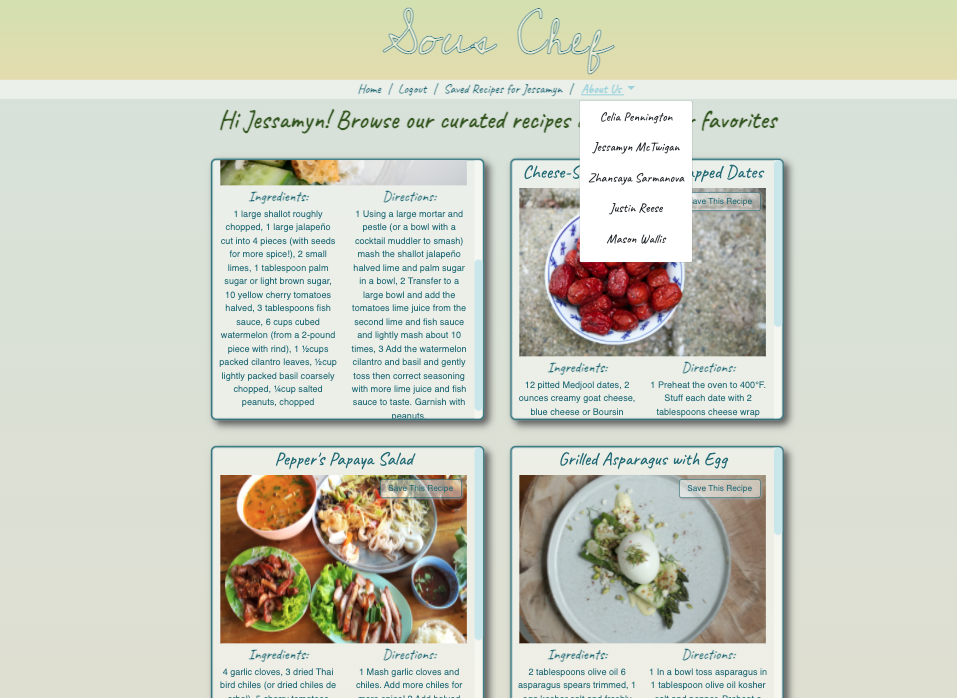 Sous Chef
Home / Logout / Saved Recipes for Jessamyn / About Us
Hi Jessamyn! Browse our curated recipes favorites
Celia Pennington
Jessamyn McTwigan
Zhansaya Sarmanova
Justin Reese
Mason Wallis
Ingredients:
1 large shallot roughly
chopped, 1 large jalapeño
cut into 4 pieces (with seeds
for more spice!), 2 small
limes, 1 tablespoon palm
sugar or light brown sugar,
10 yellow cherry tomatoes
halved, 3 tablespoons fish
sauce, 6 cups cubed
watermelon (from a 2-pound
piece with rind), 1 ½cups
packed cilantro leaves, ½cup
lightly packed basil coarsely
chopped, ¼cup salted
peanuts, chopped
Directions:
1 Using a large mortar and
pestle (or a bowl with a
cocktail muddler to smash)
mash the shallot jalapeño
halved lime and palm sugar
in a bowl, 2 Transfer to a
large bowl and add the
tomatoes lime juice from the
second lime and fish sauce
and lightly mash about 10
times, 3 Add the watermelon
cilantro and basil and gently
toss then correct seasoning
with more lime juice and fish
sauce to taste. Garnish with
peanuts.
Dates
This Recipe
Ingredients:
12 pitted Medjool dates, 2
ounces creamy goat cheese,
blue cheese or Boursin
Directions:
1 Preheat the oven to 400°F.
Stuff each date with 2
tablespoons cheese wrap
Pepper's Papaya Salad
Save This Recipe
Ingredients:
4 garlic cloves, 3 dried Thai
bird chiles (or dried chiles de
Directions:
1 Mash garlic cloves and
chiles. Add more chiles for
Grilled Asparagus with Egg
Save This Recipe
Ingredients:
2 tablespoons olive oil 6
asparagus spears trimmed, 1
Directions:
1 In a bowl toss asparagus in
1 tablespoon olive oil kosher